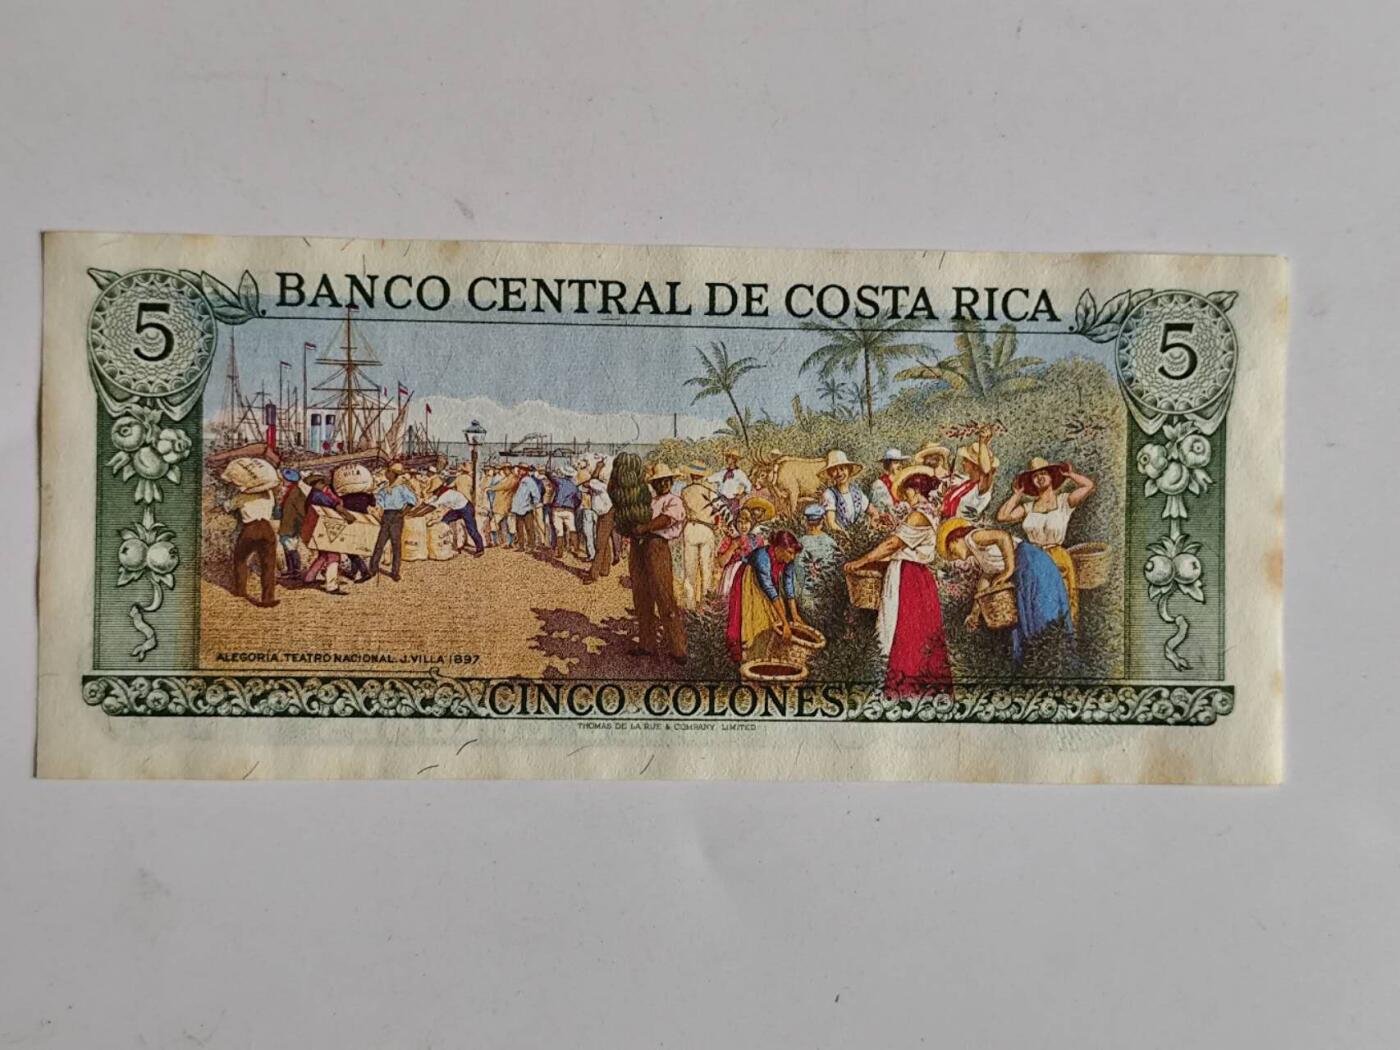 BANCO CENTRAL DE COSTA RICA
5
5
ALEGORIA. TEATRO NACIONAL. J. VILLA 1897
CINCO COLONES
THOMAS DE LA RUE & COMPANY, LIMITED